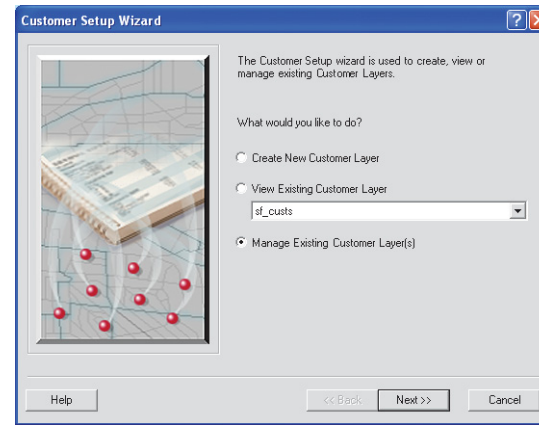 Customer Setup Wizard
The Customer Setup wizard is used to create, view or
manage existing Customer Layers.
What would you like to do?
Create New Customer Layer
View Existing Customer Layer
sf_custs
Manage Existing Customer Layer(s)
Help
<< Back
Next >>
Cancel